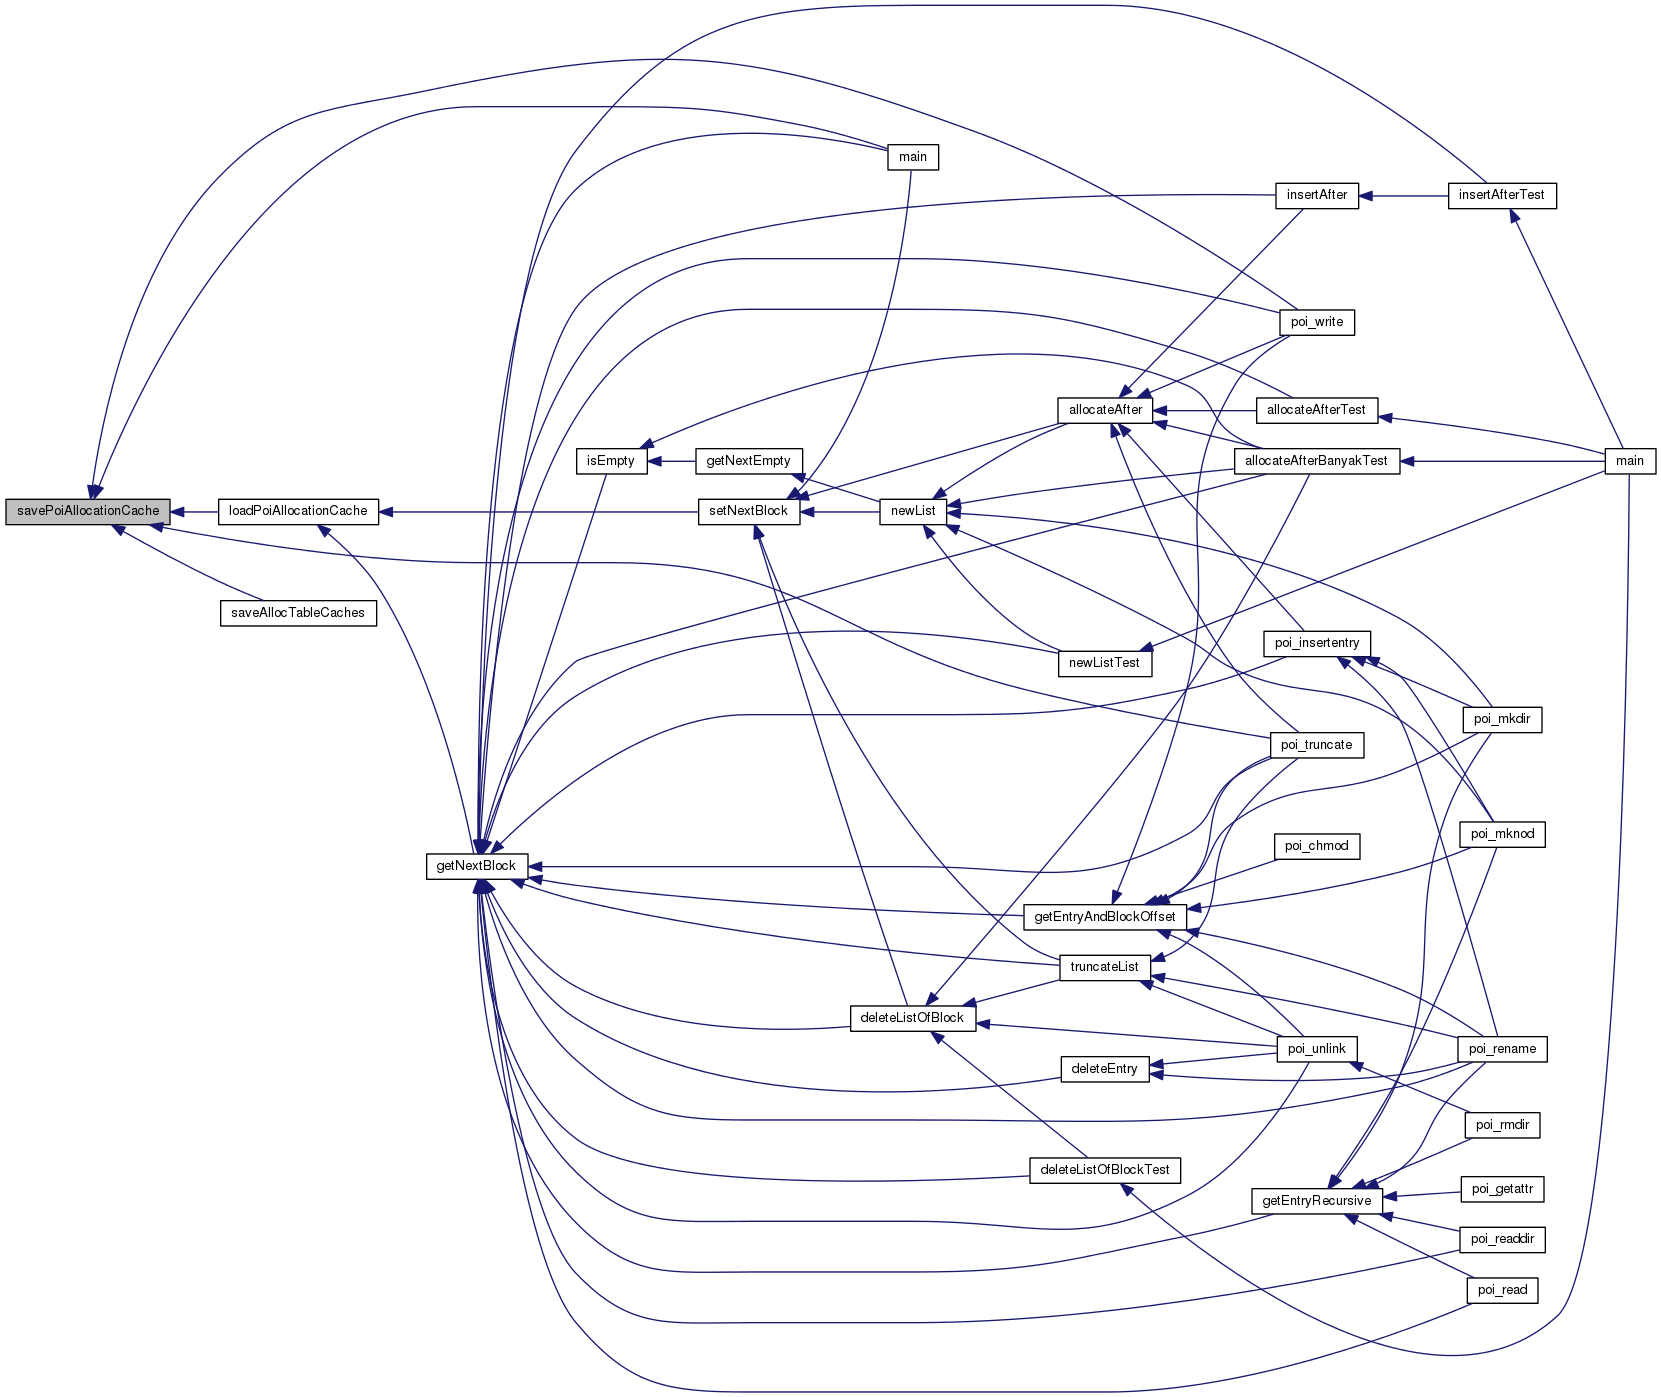 main
insertAfter
insertAfterTest
poi_write
allocateAfter
allocateAfterTest
isEmpty
getNextEmpty
allocateAfterBanyakTest
main
savePoiAllocationCache
loadPoiAllocationCache
setNextBlock
newList
saveAllocTableCaches
poi_insertentry
newListTest
poi_mkdir
poi_truncate
poi_mknod
poi_chmod
getNextBlock
getEntryAndBlockOffset
truncateList
deleteListOfBlock
poi_unlink
poi_rename
deleteEntry
poi_rmdir
deleteListOfBlockTest
poi_getattr
getEntryRecursive
poi_readdir
poi_read